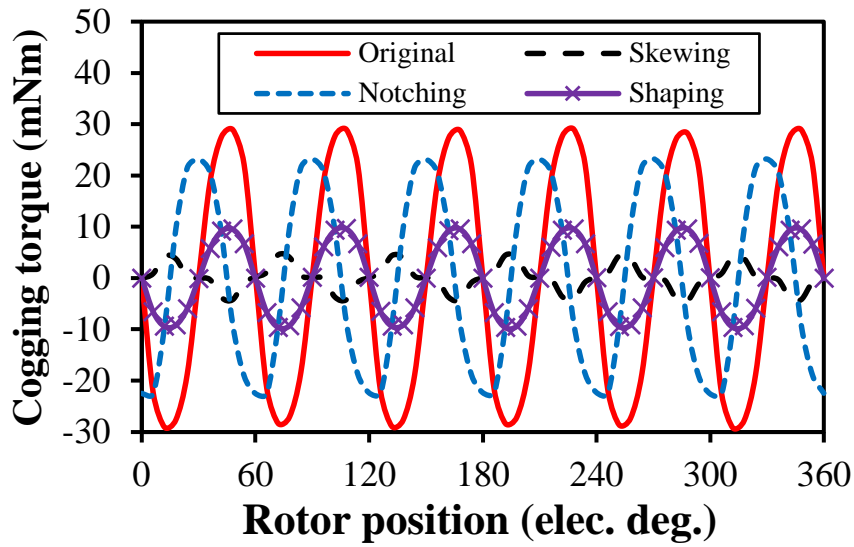 50
40
30
20
10
0
-10
-20
-30
Cogging torque (mNm)
Original Skewing
Notching Shaping
0 60 120 180 240 300 360
Rotor position (elec. deg.)